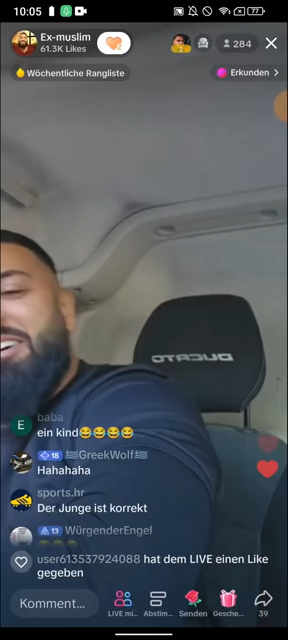 10:05
77
Ex-muslim
61.3K Likes
284
Wöchentliche Rangliste
Erkunden >
DUCATO
baba
E
ein kind😂😂😂😂
18 🇬🇷GreekWolf🇬🇷
Hahahaha
sports.hr
Der Junge ist korrekt
13 WürgenderEngel
😂😂😂
user613537924088 hat dem LIVE einen Like
gegeben
Komment...
LIVE mi...
Abstim...
Senden
Gesche...
39